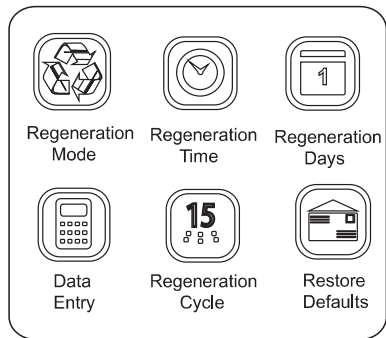 1
Regeneration Mode
Regeneration Time
Regeneration Days
15
Data Entry
Regeneration Cycle
Restore Defaults